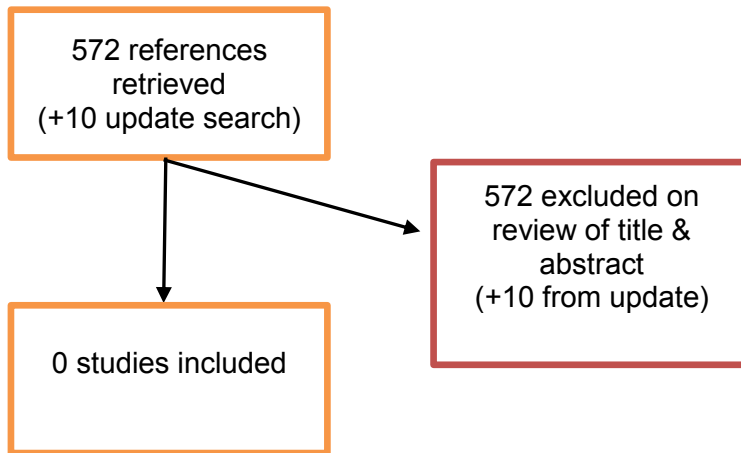 572 references
retrieved
(+10 update search)
572 excluded on
review of title &
abstract
(+10 from update)
0 studies included